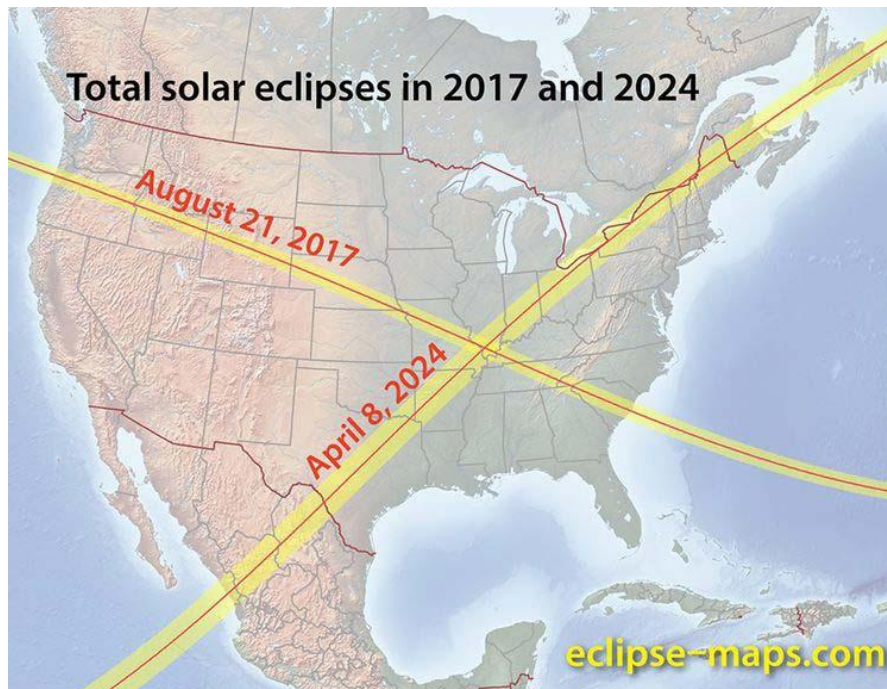 Total solar eclipses in 2017 and 2024
August 21, 2017
April 8, 2024
eclipse-maps.com